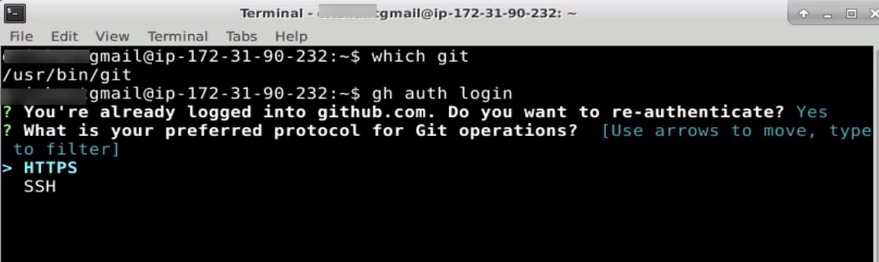 Terminal - gmail@ip-172-31-90-232: ~
File Edit View Terminal Tabs Help
gmail@ip-172-31-90-232:~$ which git
/usr/bin/git
gmail@ip-172-31-90-232:~$ gh auth login
? You're already logged into github.com. Do you want to re-authenticate? Yes
? What is your preferred protocol for Git operations?  [Use arrows to move, type
 to filter]
> HTTPS
  SSH